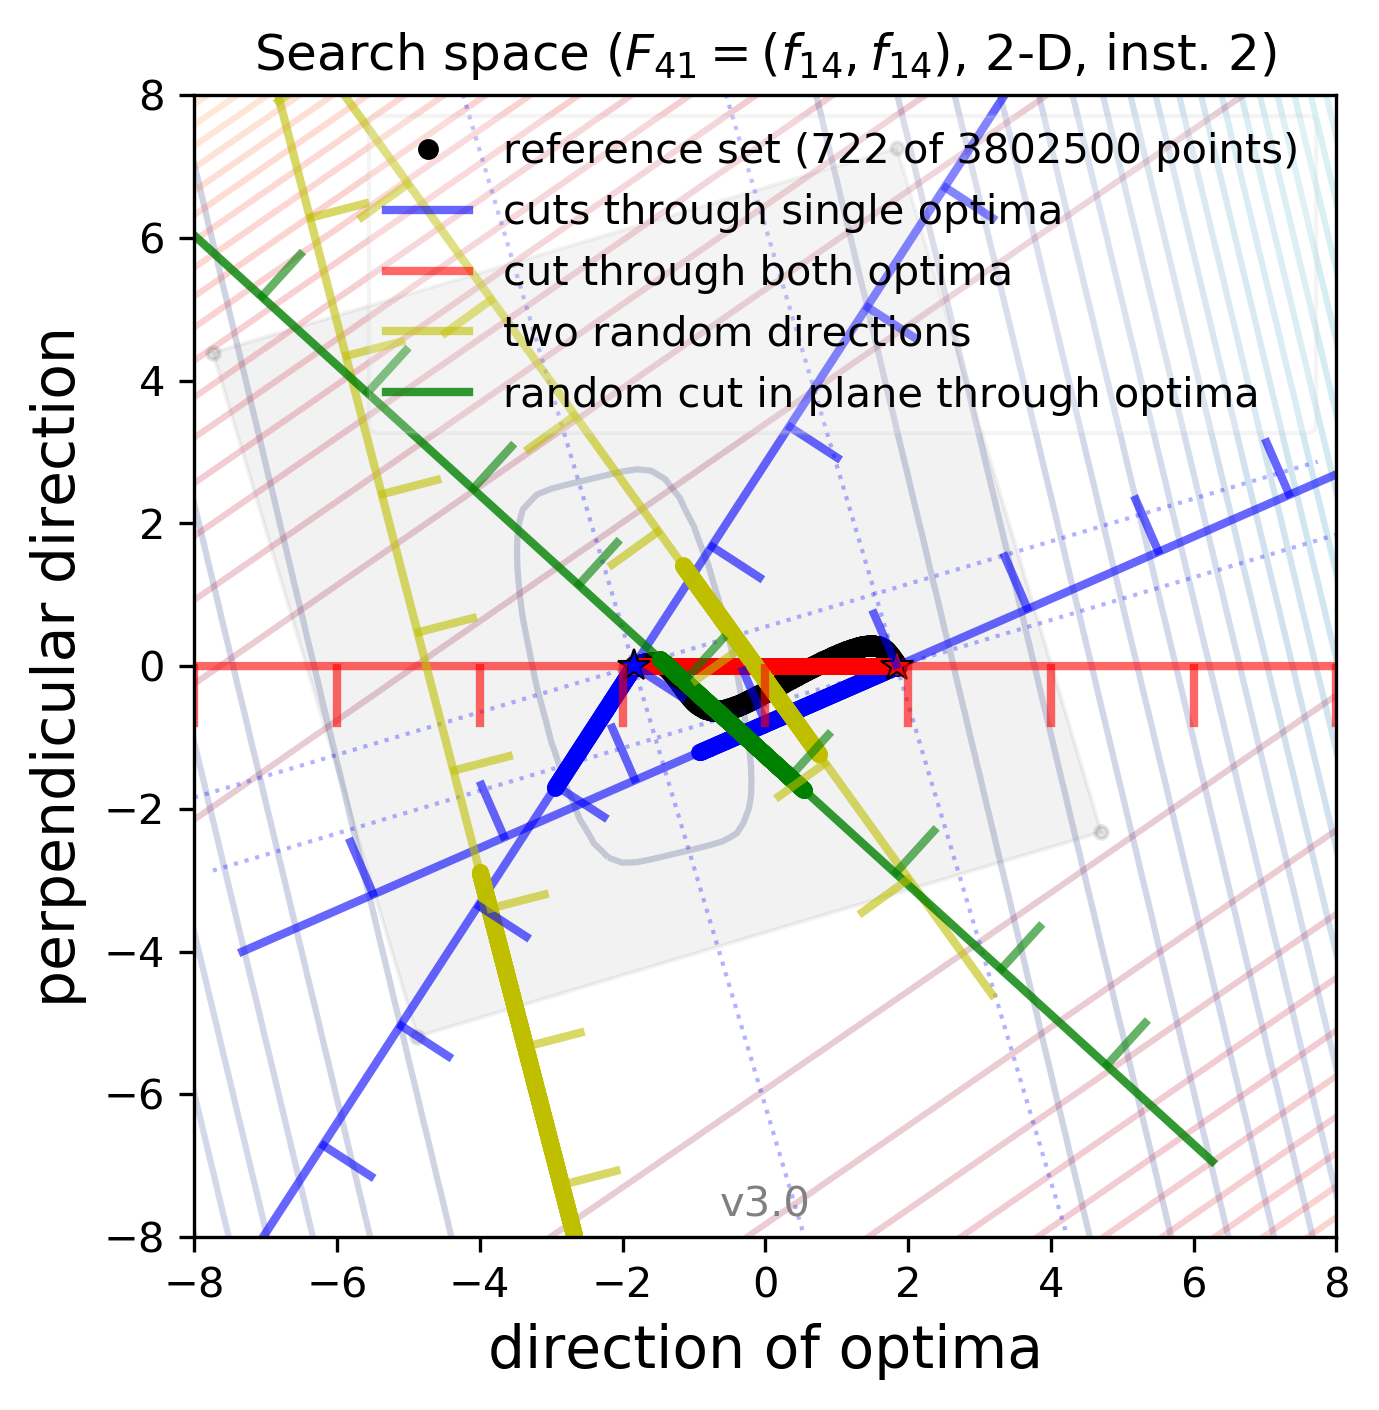 Search space (F₄₁ = (f₁₄, f₁₄), 2-D, inst. 2)
reference set (722 of 3802500 points)
cuts through single optima
cut through both optima
two random directions
random cut in plane through optima
8
6
4
2
0
−2
−4
−6
−8
perpendicular direction
v3.0
−8 −6 −4 −2 0 2 4 6 8
direction of optima